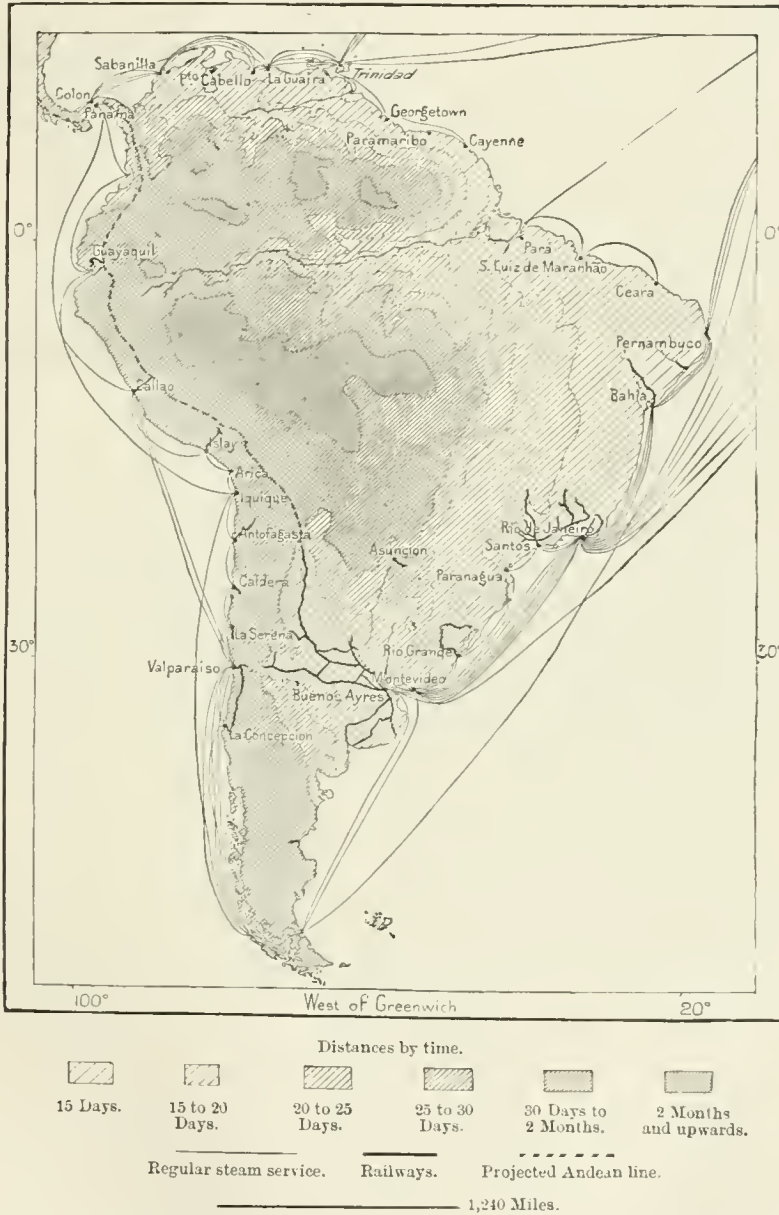 Sabanilla
Pto Cabello
La Guaira
Trinidad
Colon
Panama
Georgetown
Paramaribo
Cayenne
0°
0°
Guayaquil
Pará
S. Luiz de Maranhão
Ceara
Pernambuco
Callao
Bahia
Islay
Arica
Iquique
Rio de Janeiro
Antofagasta
Santos
Asuncion
Paranagua
Caldera
La Serena
Rio Grange
30°
30°
Valparaiso
Montevideo
Buenos Ayres
La Concepcion
100°
West of Greenwich
20°
Distances by time.
15 Days.
15 to 20
Days.
20 to 25
Days.
25 to 30
Days.
30 Days to
2 Months.
2 Months
and upwards.
Regular steam service.
Railways.
Projected Andean line.
1,240 Miles.